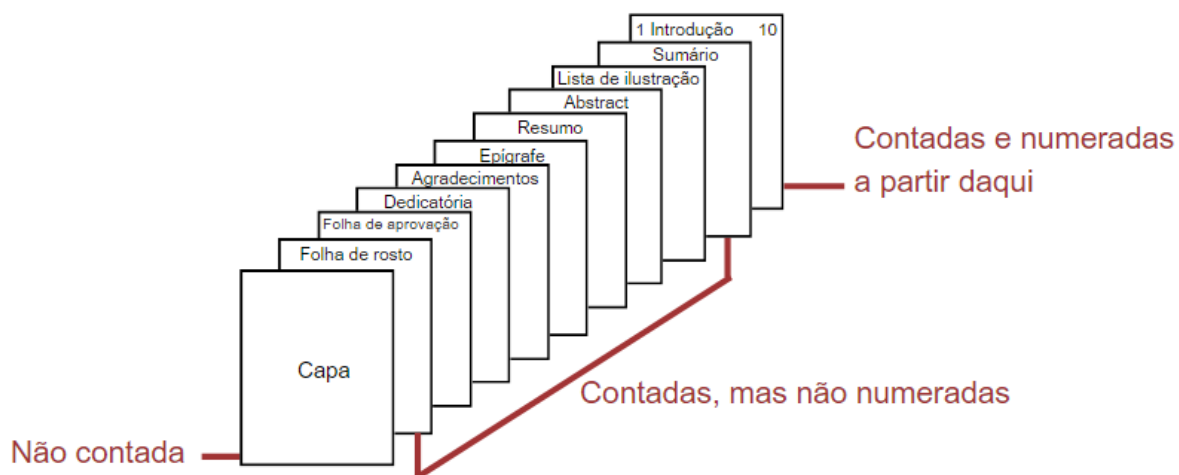 1 Introdução 10
Sumário
Lista de ilustração
Abstract
Resumo
Epígrafe
Agradecimentos
Dedicatória
Folha de aprovação
Folha de rosto
Capa
Contadas e numeradas
a partir daqui
Contadas, mas não numeradas
Não contada